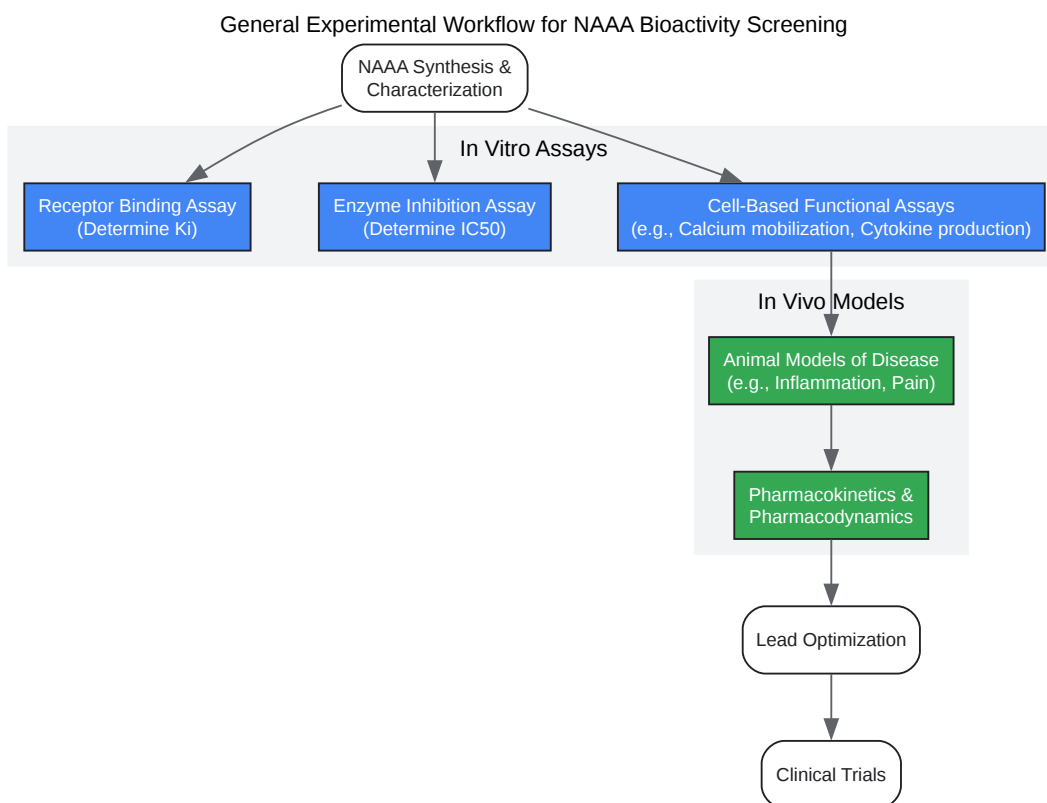 General Experimental Workflow for NAAA Bioactivity Screening
NAAA Synthesis &
Characterization
In Vitro Assays
Receptor Binding Assay
(Determine Ki)
Enzyme Inhibition Assay
(Determine IC50)
Cell-Based Functional Assays
(e.g., Calcium mobilization, Cytokine production)
In Vivo Models
Animal Models of Disease
(e.g., Inflammation, Pain)
Pharmacokinetics &
Pharmacodynamics
Lead Optimization
Clinical Trials